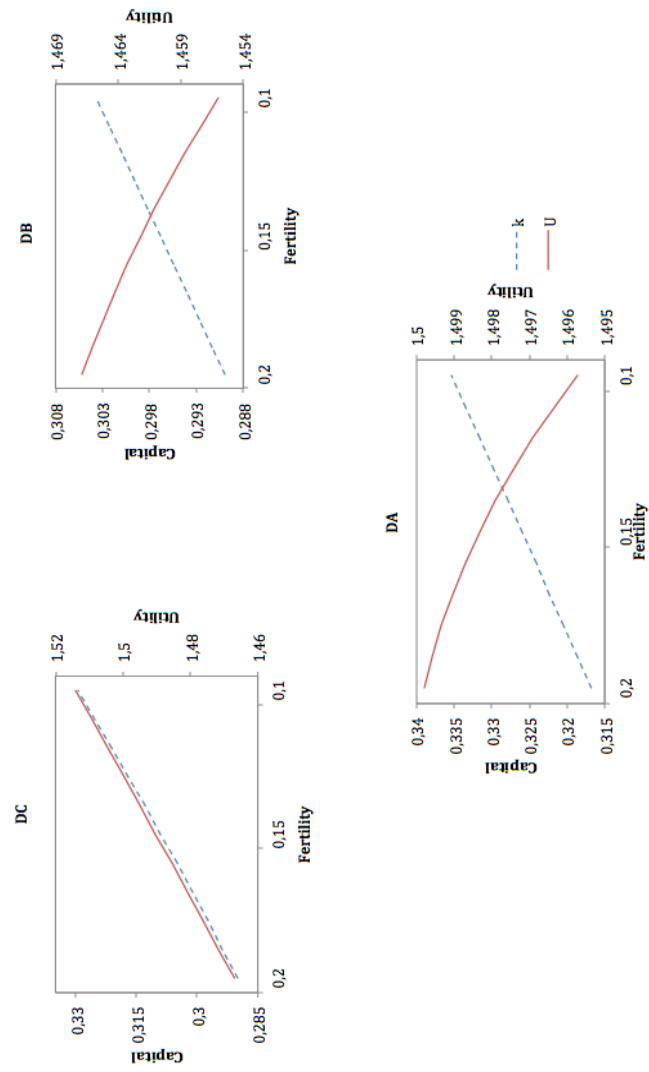 DC
Capital
0,33
0,315
0,3
0,285
1,52
1,5
1,48
1,46
Utility
0,2
0,15
0,1
Fertility
DB
Capital
0,308
0,303
0,298
0,293
0,288
1,469
1,464
1,459
1,454
Utility
0,2
0,15
0,1
Fertility
DA
Capital
0,34
0,335
0,33
0,325
0,32
0,315
1,5
1,499
1,498
1,497
1,496
1,495
Utility
0,2
0,15
0,1
Fertility
k
U